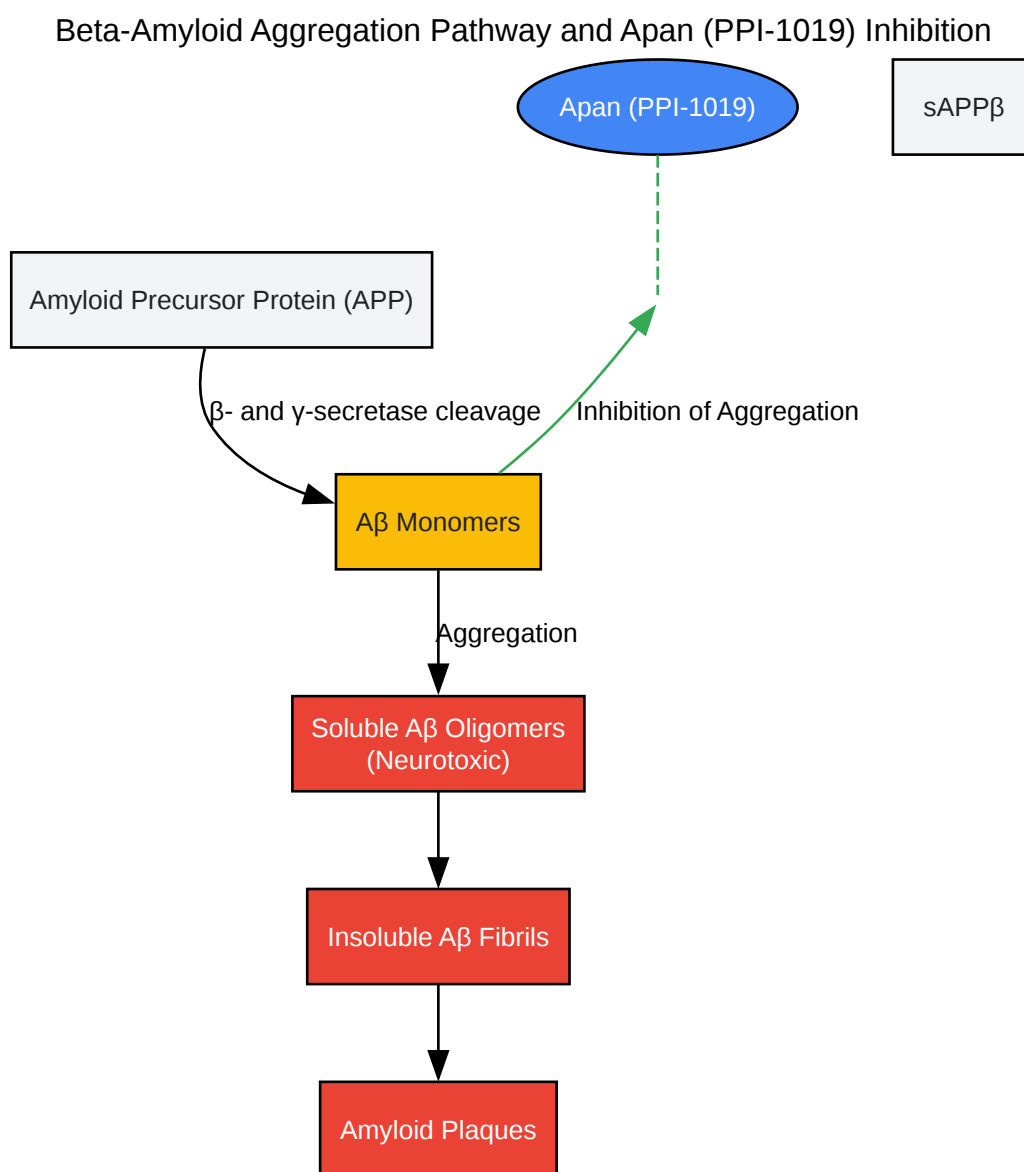 Beta-Amyloid Aggregation Pathway and Apan (PPI-1019) Inhibition
Apan (PPI-1019)
sAPPβ
Amyloid Precursor Protein (APP)
β- and γ-secretase cleavage
Inhibition of Aggregation
Aβ Monomers
Aggregation
Soluble Aβ Oligomers
(Neurotoxic)
Insoluble Aβ Fibrils
Amyloid Plaques